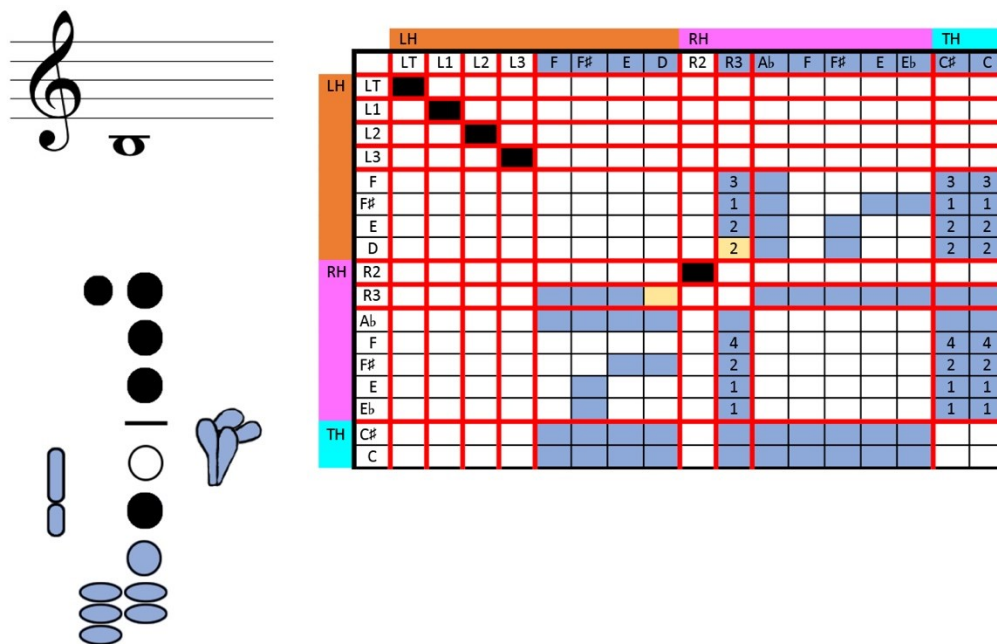 LH RH TH
LT L1 L2 L3 F F♯ E D R2 R3 A♭ F F♯ E E♭ C♯ C
LH LT
L1
L2
L3
F 3 3 3
F♯ 1 1 1
E 2 2 2
D 2 2 2
RH R2
R3
A♭
F 4 4 4
F♯ 2 2 2
E 1 1 1
E♭ 1 1 1
TH C♯
C